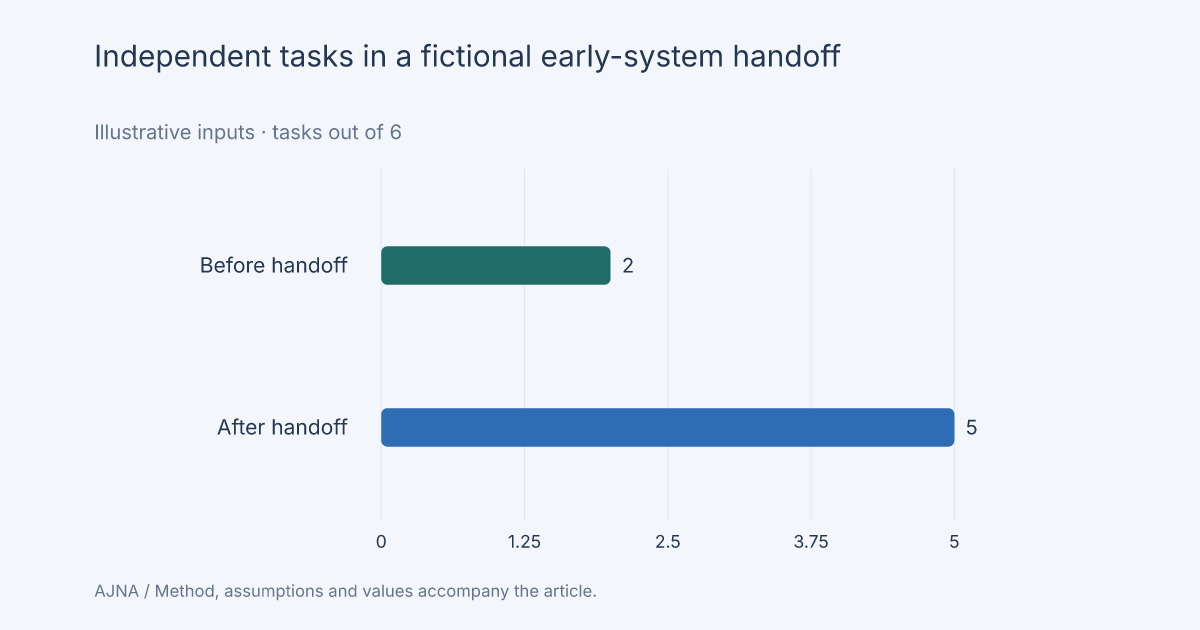 Independent tasks in a fictional early-system handoff
Illustrative inputs · tasks out of 6
Before handoff
2
After handoff
5
0
1.25
2.5
3.75
5
AJNA / Method, assumptions and values accompany the article.